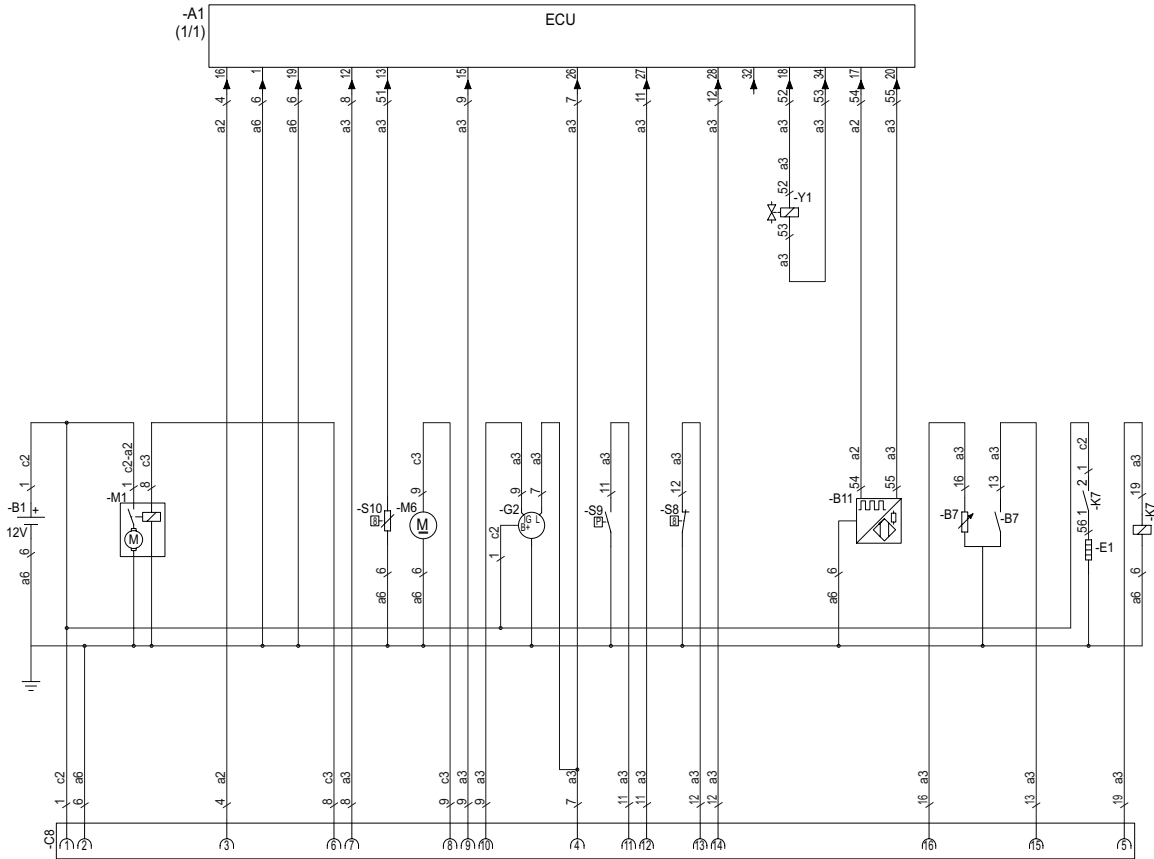 -A1
(1/1)
ECU
16 1 19 12 13 15 26 27 28 32 18 34 17 20
4 6 6 8 51 9 7 11 12 52 53 54 55
a2 a6 a6 a3 a3 a3 a3 a3 a3 a3 a3 a2 a3
a3
52
-Y1
53
a3
c2 c2-a2 c3 c3 a3 a3 a3 a3 a2 a3 a3 a3 c2 a3
1 1 8 9 9 7 11 12 54 55 16 13 1 19
-B1 + -M1 -S10 -M6 -G2 -S9 -S8 -B11 -B7 -B7 2 -K7 -K7
12V M 8 M IG L P 8
B+
56 1
-E1
c2
1
6 6 6 6 6
a6 a6 a6 a6 a6
c2 a6 a2 c3 a3 c3 a3 a3 a3 a3 a3 a3 a3 a3 a3 a3
1 6 4 8 8 9 9 9 7 11 11 12 12 16 13 19
-C8
1 2 3 6 7 8 9 10 4 11 12 13 14 16 15 5